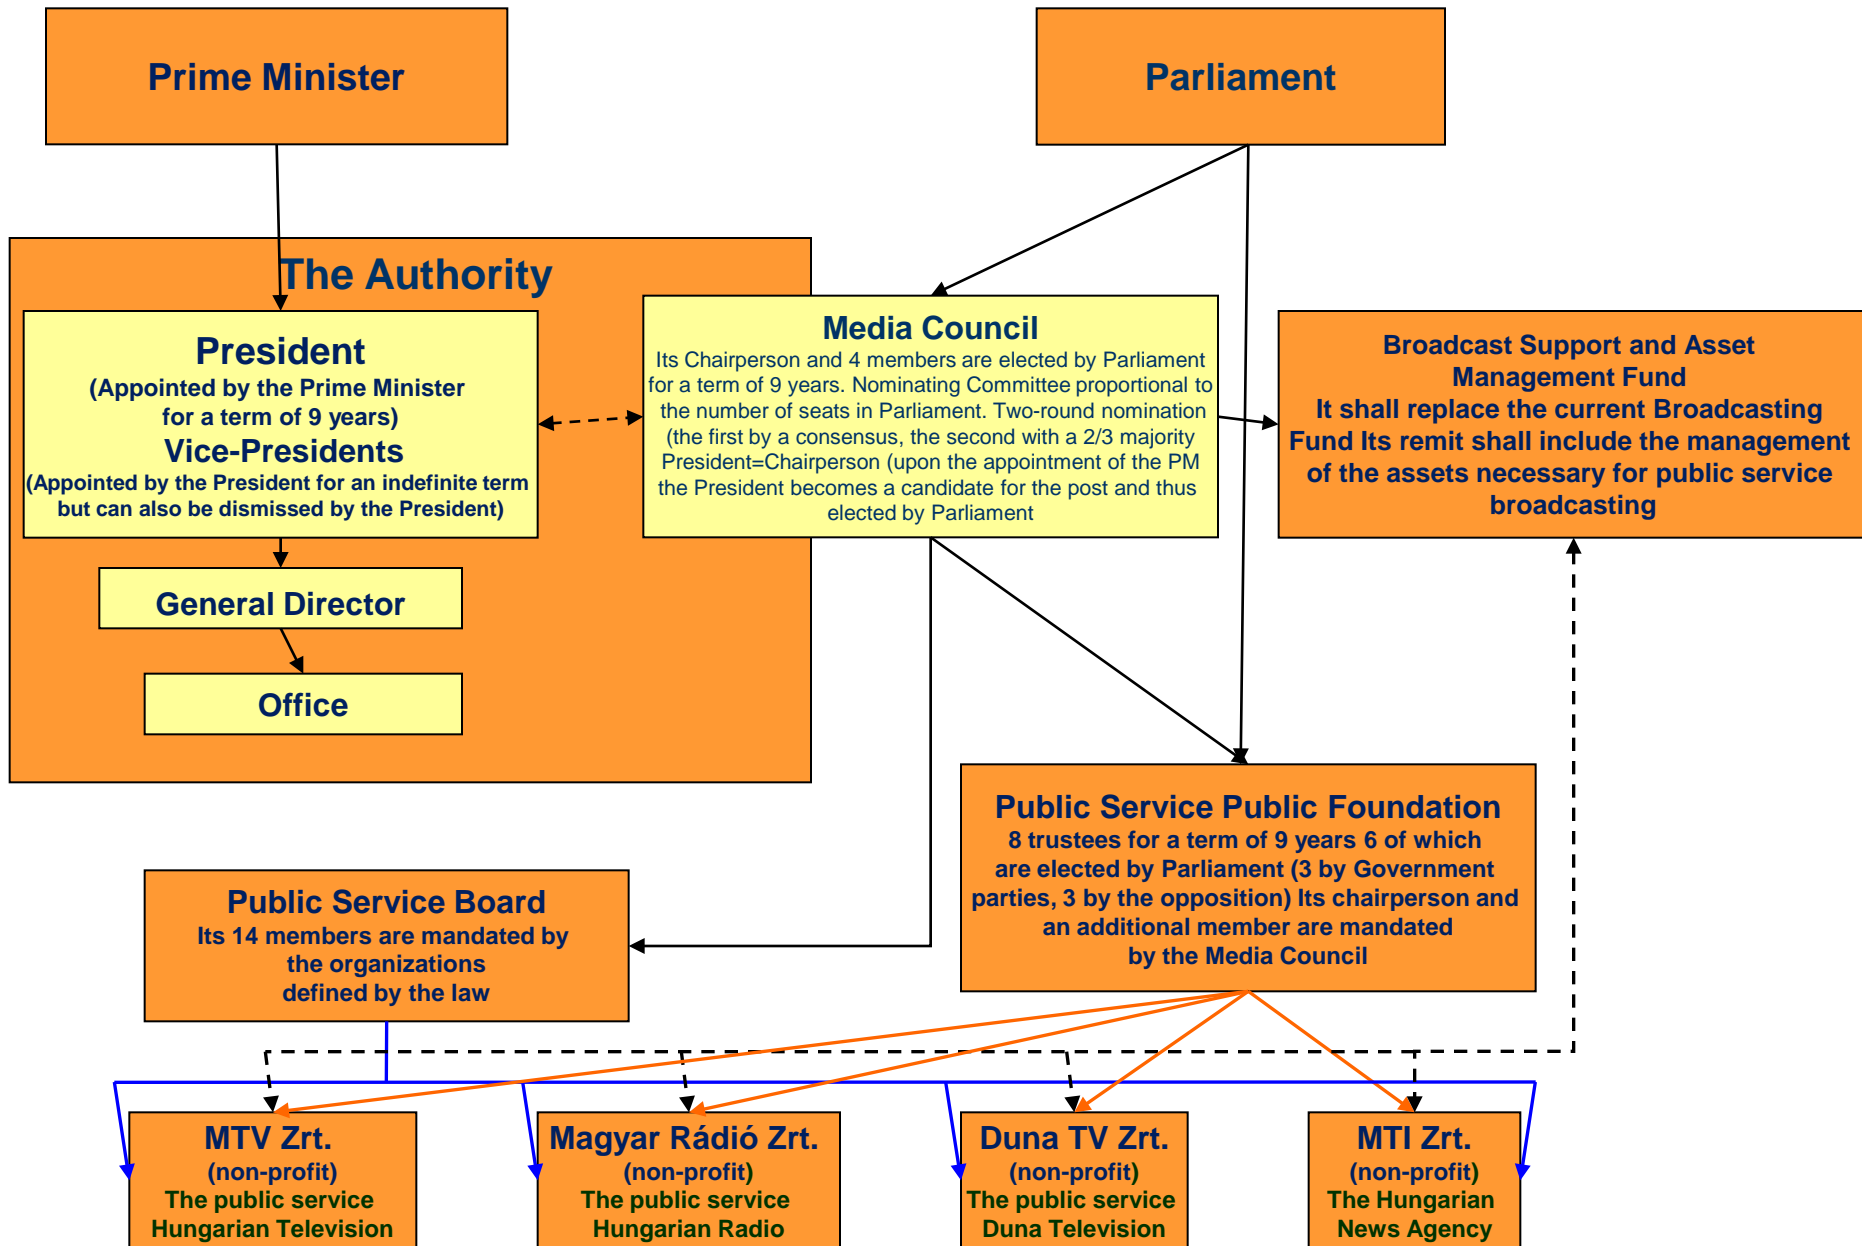 Prime Minister
Parliament
The Authority
President
(Appointed by the Prime Minister
for a term of 9 years)
Vice-Presidents
(Appointed by the President for an indefinite term
but can also be dismissed by the President)
General Director
Office
Media Council
Its Chairperson and 4 members are elected by Parliament
for a term of 9 years. Nominating Committee proportional to
the number of seats in Parliament. Two-round nomination
(the first by a consensus, the second with a 2/3 majority
President=Chairperson (upon the appointment of the PM
the President becomes a candidate for the post and thus
elected by Parliament
Broadcast Support and Asset
Management Fund
It shall replace the current Broadcasting
Fund Its remit shall include the management
of the assets necessary for public service
broadcasting
Public Service Public Foundation
8 trustees for a term of 9 years 6 of which
are elected by Parliament (3 by Government
parties, 3 by the opposition) Its chairperson and
an additional member are mandated
by the Media Council
Public Service Board
Its 14 members are mandated by
the organizations
defined by the law
MTV Zrt.
(non-profit)
The public service
Hungarian Television
Magyar Rádió Zrt.
(non-profit)
The public service
Hungarian Radio
Duna TV Zrt.
(non-profit)
The public service
Duna Television
MTI Zrt.
(non-profit)
The Hungarian
News Agency